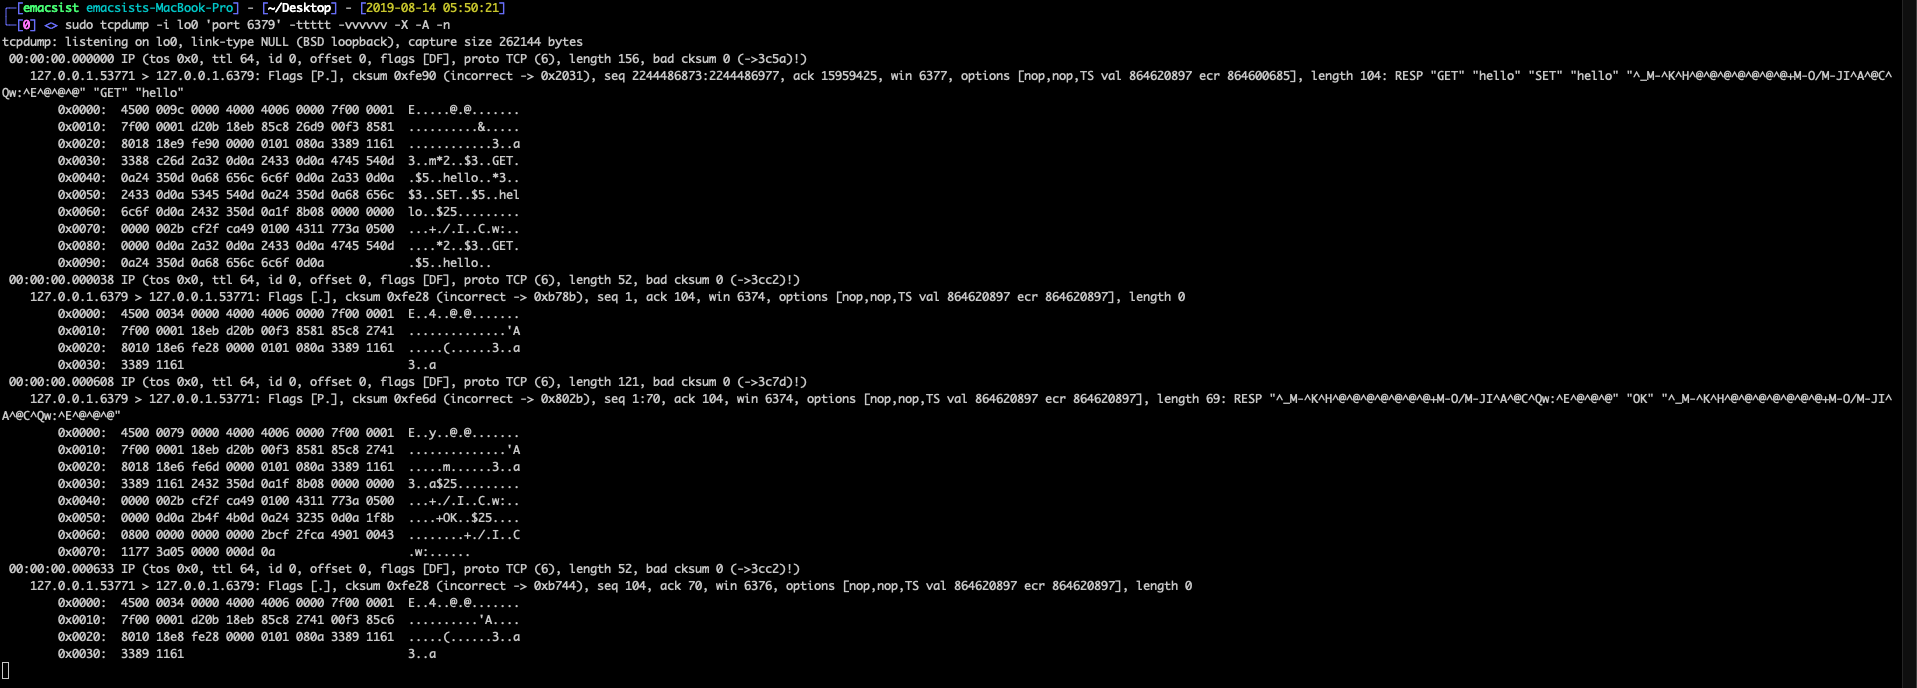 ┌─[emacsist emacsists-MacBook-Pro] - [~/Desktop] - [2019-08-14 05:50:21]
└─[0] <> sudo tcpdump -i lo0 'port 6379' -ttttt -vvvvvv -X -A -n
tcpdump: listening on lo0, link-type NULL (BSD loopback), capture size 262144 bytes
 00:00:00.000000 IP (tos 0x0, ttl 64, id 0, offset 0, flags [DF], proto TCP (6), length 156, bad cksum 0 (->3c5a)!)
    127.0.0.1.53771 > 127.0.0.1.6379: Flags [P.], cksum 0xfe90 (incorrect -> 0x2031), seq 2244486873:2244486977, ack 15959425, win 6377, options [nop,nop,TS val 864620897 ecr 864600685], length 104: RESP "GET" "hello" "SET" "hello" "^_M-^K^H^@^@^@^@^@^@^@^@+M-O/M-JI^A^@C^
Qw:^E^@^@^@" "GET" "hello"
	0x0000:  4500 009c 0000 4000 4006 0000 7f00 0001  E.....@.@.......
	0x0010:  7f00 0001 d20b 18eb 85c8 26d9 00f3 8581  ..........&.....
	0x0020:  8018 18e9 fe90 0000 0101 080a 3389 1161  ............3..a
	0x0030:  3388 c26d 2a32 0d0a 2433 0d0a 4745 540d  3..m*2..$3..GET.
	0x0040:  0a24 350d 0a68 656c 6c6f 0d0a 2a33 0d0a  .$5..hello..*3..
	0x0050:  2433 0d0a 5345 540d 0a24 350d 0a68 656c  $3..SET..$5..hel
	0x0060:  6c6f 0d0a 2432 350d 0a1f 8b08 0000 0000  lo..$25.........
	0x0070:  0000 002b cf2f ca49 0100 4311 773a 0500  ...+./.I..C.w:..
	0x0080:  0000 0d0a 2a32 0d0a 2433 0d0a 4745 540d  ....*2..$3..GET.
	0x0090:  0a24 350d 0a68 656c 6c6f 0d0a            .$5..hello..
 00:00:00.000038 IP (tos 0x0, ttl 64, id 0, offset 0, flags [DF], proto TCP (6), length 52, bad cksum 0 (->3cc2)!)
    127.0.0.1.6379 > 127.0.0.1.53771: Flags [.], cksum 0xfe28 (incorrect -> 0xb78b), seq 1, ack 104, win 6374, options [nop,nop,TS val 864620897 ecr 864620897], length 0
	0x0000:  4500 0034 0000 4000 4006 0000 7f00 0001  E..4..@.@.......
	0x0010:  7f00 0001 18eb d20b 00f3 8581 85c8 2741  ..............'A
	0x0020:  8010 18e6 fe28 0000 0101 080a 3389 1161  .....(......3..a
	0x0030:  3389 1161                                3..a
 00:00:00.000608 IP (tos 0x0, ttl 64, id 0, offset 0, flags [DF], proto TCP (6), length 121, bad cksum 0 (->3c7d)!)
    127.0.0.1.6379 > 127.0.0.1.53771: Flags [P.], cksum 0xfe6d (incorrect -> 0x802b), seq 1:70, ack 104, win 6374, options [nop,nop,TS val 864620897 ecr 864620897], length 69: RESP "^_M-^K^H^@^@^@^@^@^@^@^@+M-O/M-JI^A^@C^Qw:^E^@^@^@" "OK" "^_M-^K^H^@^@^@^@^@^@^@^@+M-O/M-JI^
A^@C^Qw:^E^@^@^@"
	0x0000:  4500 0079 0000 4000 4006 0000 7f00 0001  E..y..@.@.......
	0x0010:  7f00 0001 18eb d20b 00f3 8581 85c8 2741  ..............'A
	0x0020:  8018 18e6 fe6d 0000 0101 080a 3389 1161  .....m......3..a
	0x0030:  3389 1161 2432 350d 0a1f 8b08 0000 0000  3..a$25.........
	0x0040:  0000 002b cf2f ca49 0100 4311 773a 0500  ...+./.I..C.w:..
	0x0050:  0000 0d0a 2b4f 4b0d 0a24 3235 0d0a 1f8b  ....+OK..$25....
	0x0060:  0800 0000 0000 0000 2bcf 2fca 4901 0043  ........+./.I..C
	0x0070:  1177 3a05 0000 000d 0a                   .w:......
 00:00:00.000633 IP (tos 0x0, ttl 64, id 0, offset 0, flags [DF], proto TCP (6), length 52, bad cksum 0 (->3cc2)!)
    127.0.0.1.53771 > 127.0.0.1.6379: Flags [.], cksum 0xfe28 (incorrect -> 0xb744), seq 104, ack 70, win 6376, options [nop,nop,TS val 864620897 ecr 864620897], length 0
	0x0000:  4500 0034 0000 4000 4006 0000 7f00 0001  E..4..@.@.......
	0x0010:  7f00 0001 d20b 18eb 85c8 2741 00f3 85c6  ..........'A....
	0x0020:  8010 18e8 fe28 0000 0101 080a 3389 1161  .....(......3..a
	0x0030:  3389 1161                                3..a